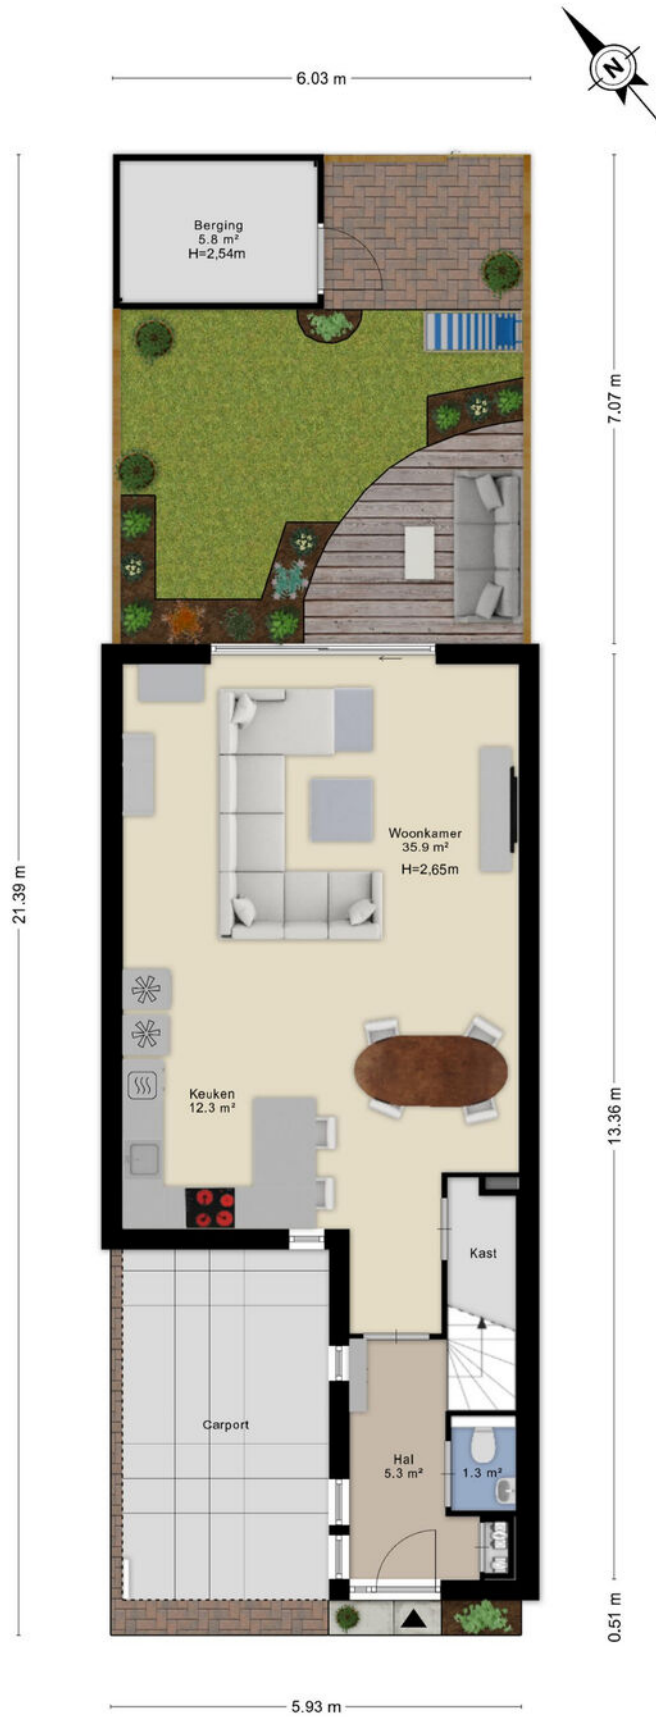 N
6.03 m
Berging
5.8 m²
H=2,54m
7.07 m
Woonkamer
35.9 m²
H=2,65m
21.39 m
Keuken
12.3 m²
13.36 m
Kast
Carport
Hal
5.3 m²
1.3 m²
0.51 m
5.93 m